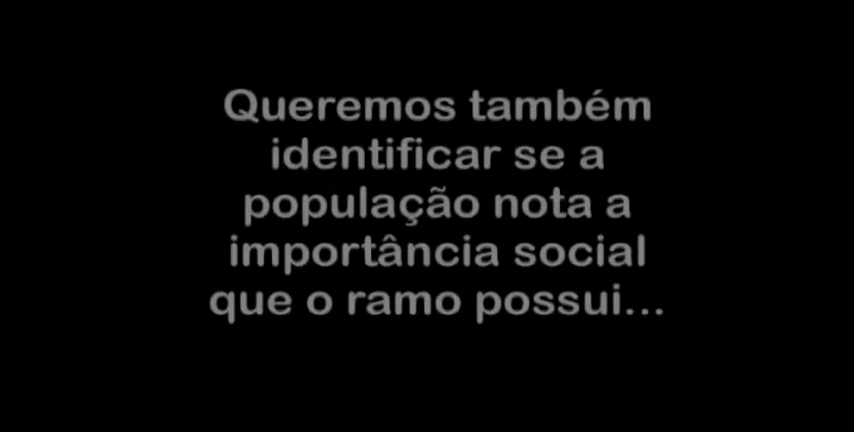 Queremos também
identificar se a
população nota a
importância social
que o ramo possui...